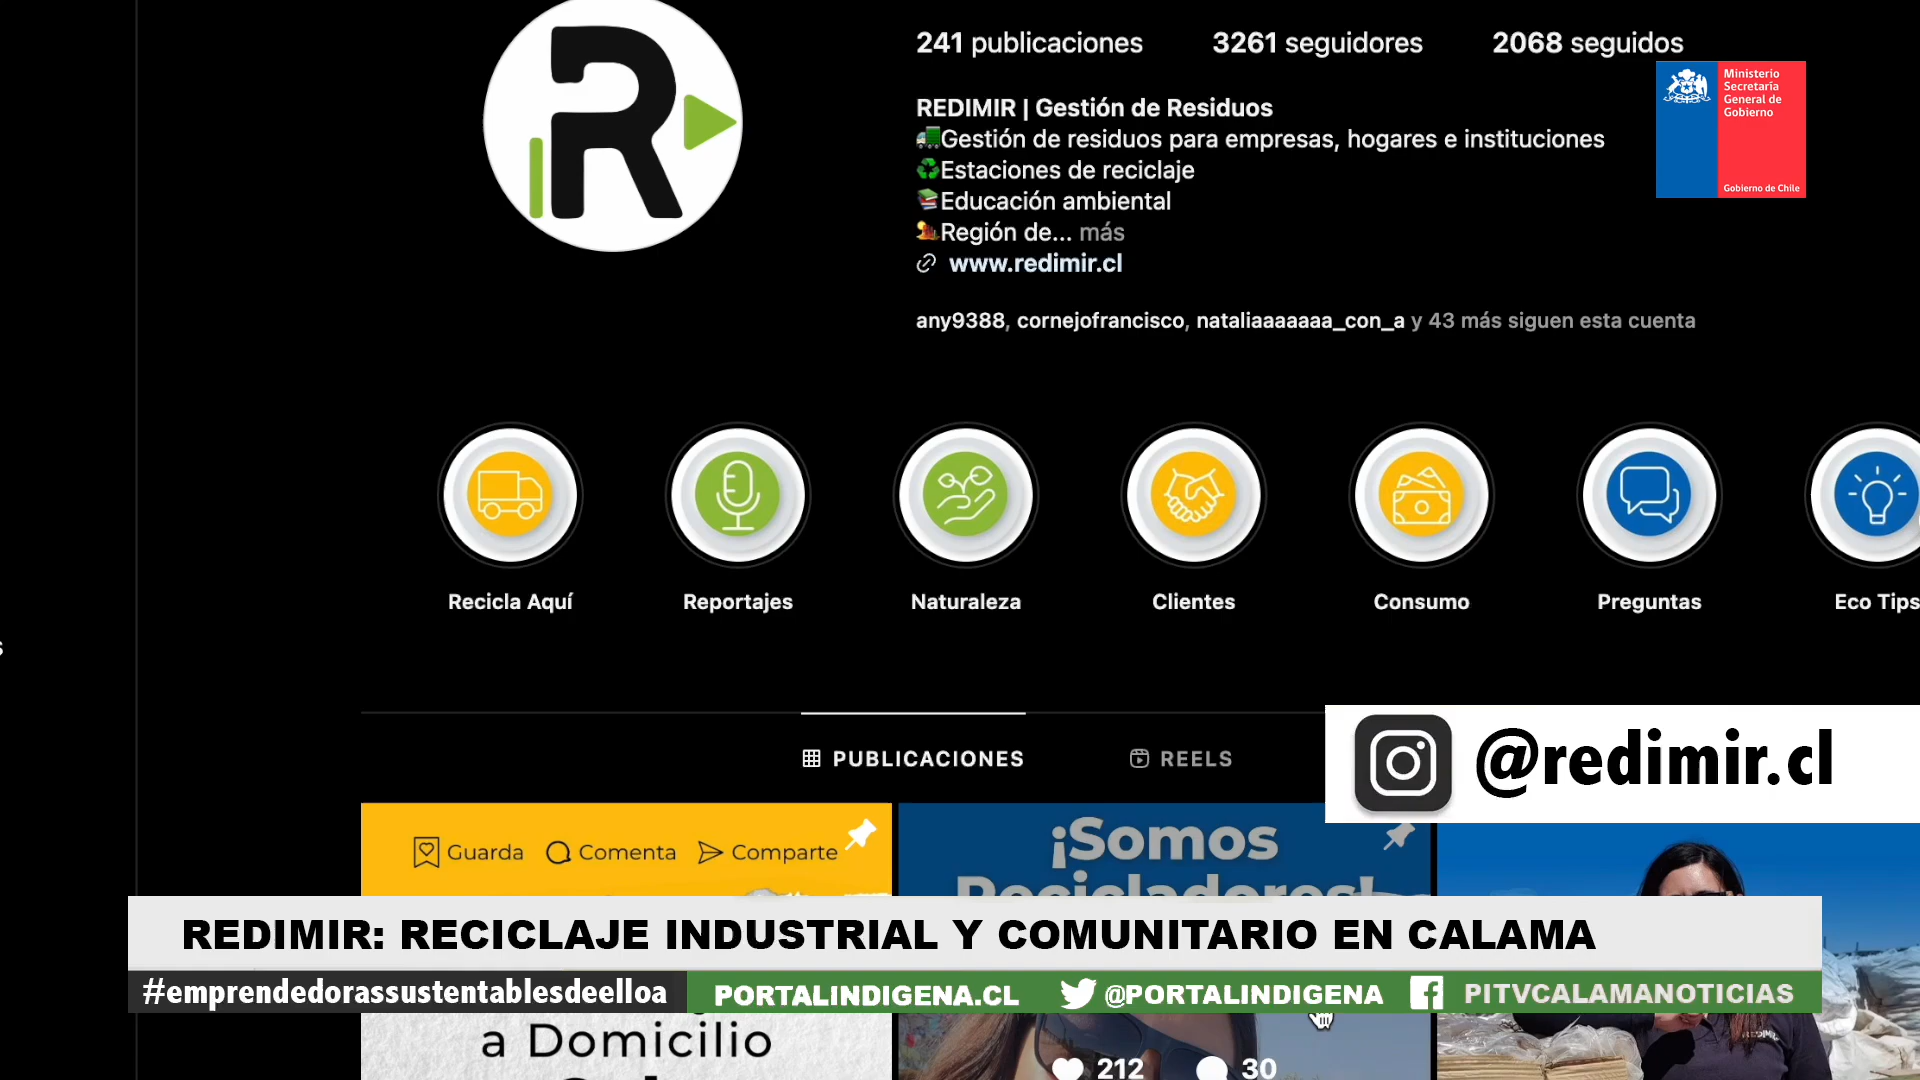 241 publicaciones 3261 seguidores 2068 seguidos
Ministerio
Secretaría
General de
Gobierno
Gobierno de Chile
REDIMIR | Gestión de Residuos
Gestión de residuos para empresas, hogares e instituciones
Estaciones de reciclaje
Educación ambiental
Región de... más
www.redimir.cl
any9388, cornejofrancisco, nataliaaaaaaa_con_a y 43 más siguen esta cuenta
Recicla Aquí Reportajes Naturaleza Clientes Consumo Preguntas Eco Tips
s
PUBLICACIONES REELS
@redimir.cl
Guarda Comenta Comparte
¡Somos
Recicladores!
REDIMIR: RECICLAJE INDUSTRIAL Y COMUNITARIO EN CALAMA
#emprendedorassustentablesdeelloa PORTALINDIGENA.CL @PORTALINDIGENA PITVCALAMANOTICIAS
a Domicilio
212 30